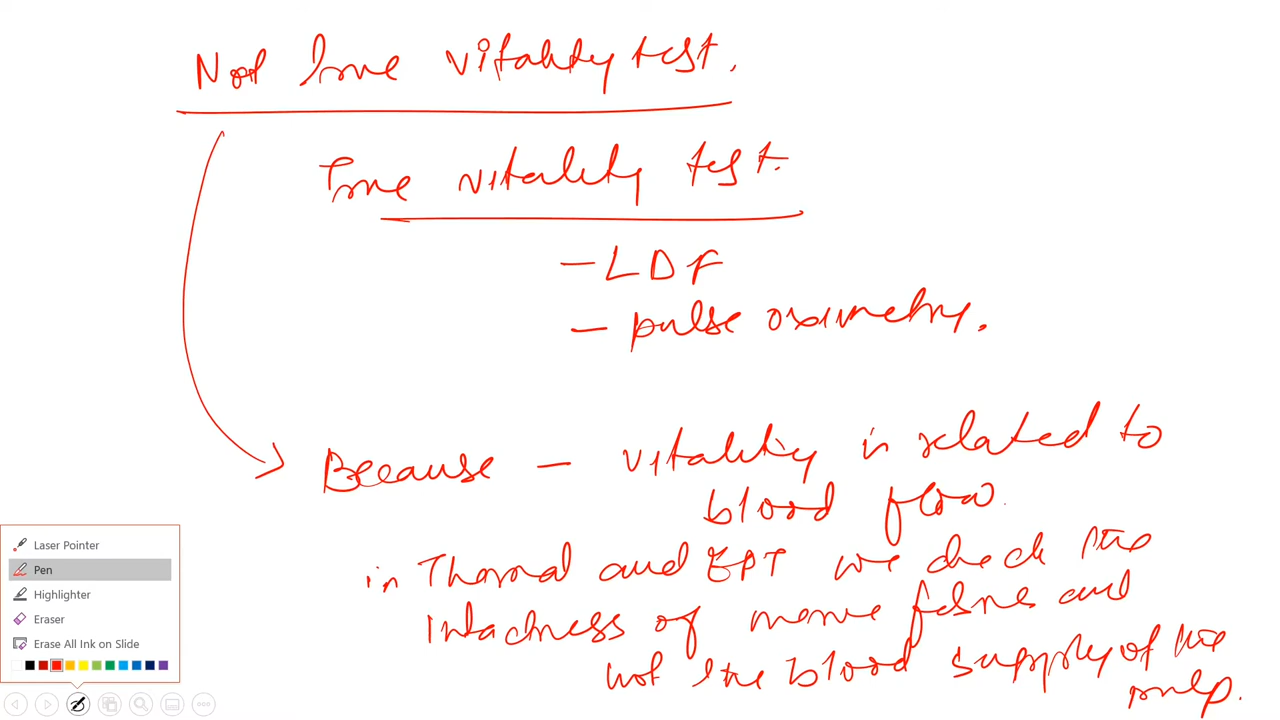 Not true vitality test.
True vitality test.
- LDF
- pulse oximetry.
Because - vitality is related to
blood flow.
in Thermal and EPT we check the
Intactness of nerve fibres and
not the blood supply of the
pulp.
Laser Pointer
Pen
Highlighter
Eraser
Erase All Ink on Slide